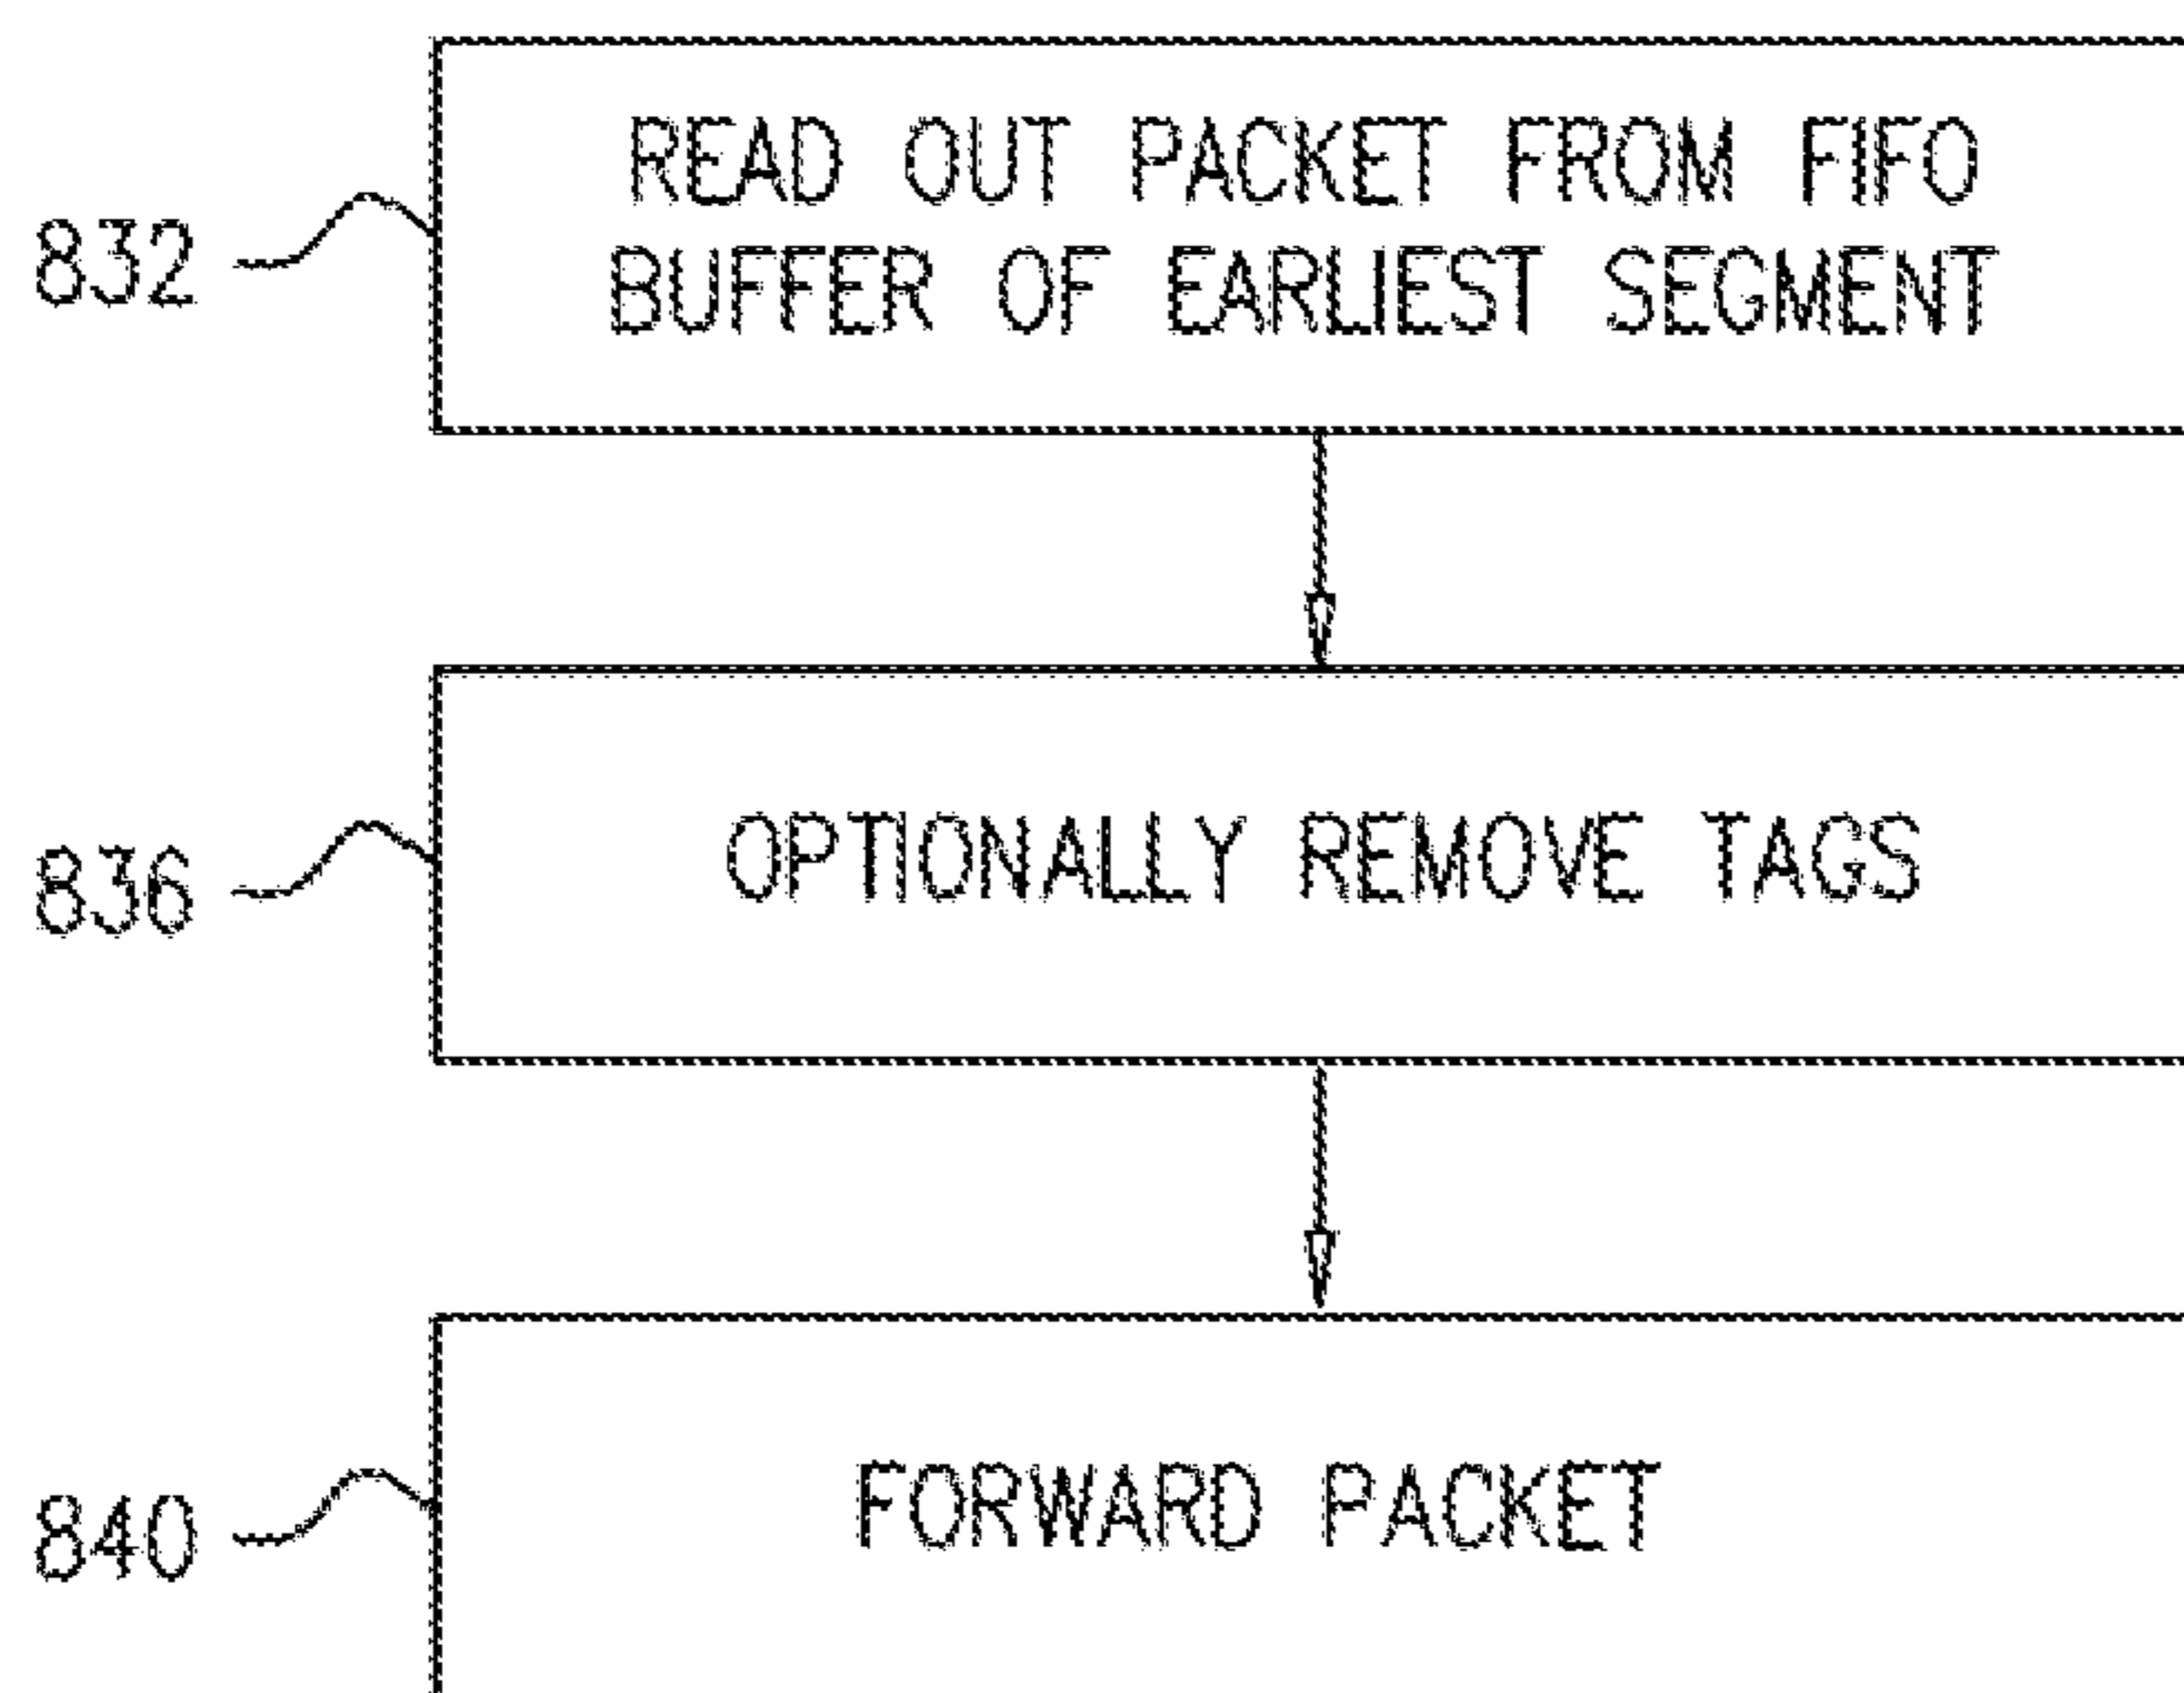 READ OUT PACKET FROM FIFO
832
BUFFER OF EARLIEST SEGMENT
OPTIONALLY REMOVE TAGS
836
FORWARD PACKET
840